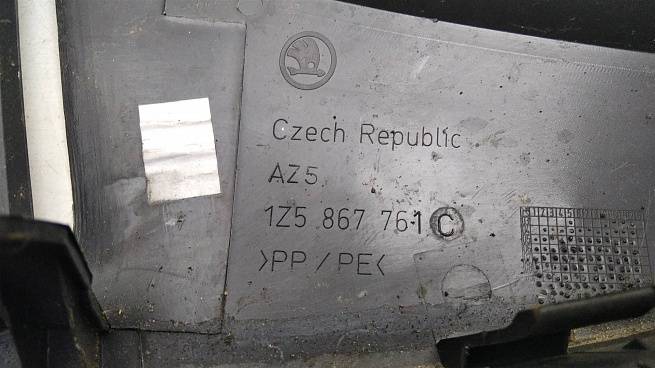 Czech Republic
AZ5
1Z5 867 761 C
>PP/PE<